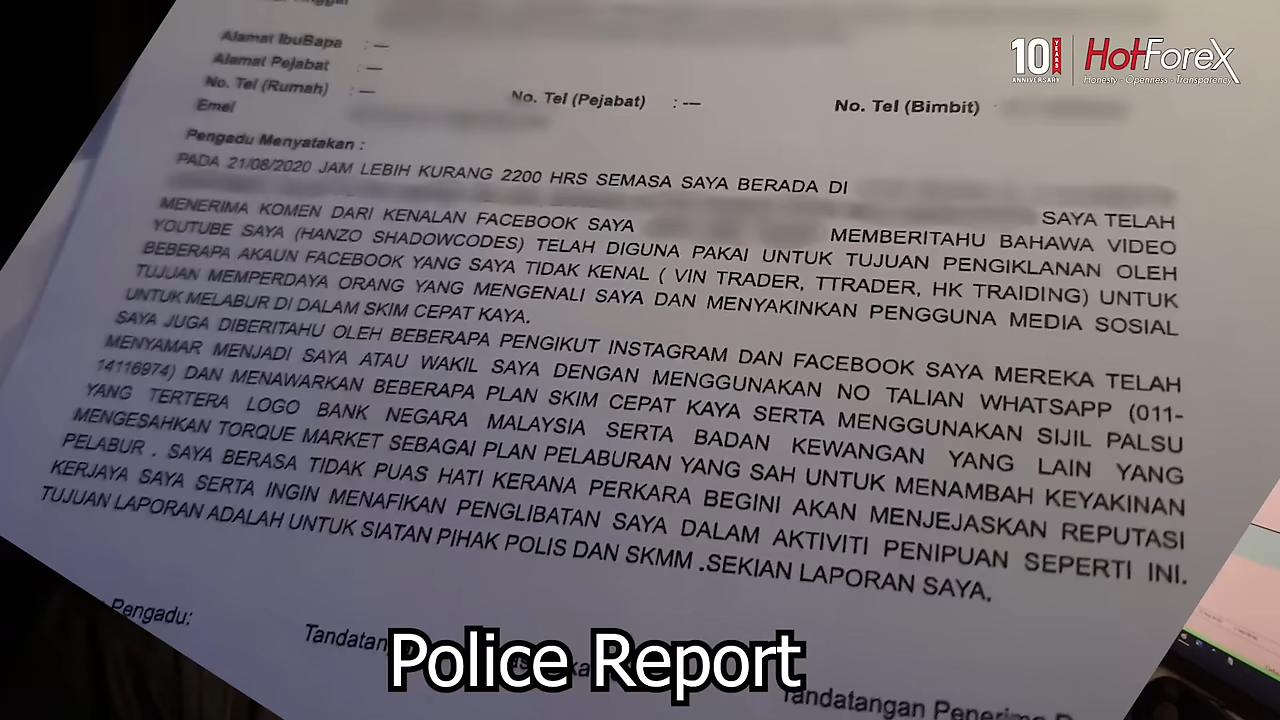 10 YEARS ANNIVERSARY HotForex
Honesty - Openness - Transparency
Alamat IbuBapa : ---
Alamat Pejabat : ---
No. Tel (Rumah) : --- No. Tel (Pejabat) : --- No. Tel (Bimbit)
Emel
Pengadu Menyatakan :
PADA 21/08/2020 JAM LEBIH KURANG 2200 HRS SEMASA SAYA BERADA DI
SAYA TELAH
MENERIMA KOMEN DARI KENALAN FACEBOOK SAYA MEMBERITAHU BAHAWA VIDEO
YOUTUBE SAYA (HANZO SHADOWCODES) TELAH DIGUNA PAKAI UNTUK TUJUAN PENGIKLANAN OLEH
BEBERAPA AKAUN FACEBOOK YANG SAYA TIDAK KENAL ( VIN TRADER, TTRADER, HK TRAIDING) UNTUK
TUJUAN MEMPERDAYA ORANG YANG MENGENALI SAYA DAN MENYAKINKAN PENGGUNA MEDIA SOSIAL
UNTUK MELABUR DI DALAM SKIM CEPAT KAYA.
SAYA JUGA DIBERITAHU OLEH BEBERAPA PENGIKUT INSTAGRAM DAN FACEBOOK SAYA MEREKA TELAH
MENYAMAR MENJADI SAYA ATAU WAKIL SAYA DENGAN MENGGUNAKAN NO TALIAN WHATSAPP (011-
14116974) DAN MENAWARKAN BEBERAPA PLAN SKIM CEPAT KAYA SERTA MENGGUNAKAN SIJIL PALSU
YANG TERTERA LOGO BANK NEGARA MALAYSIA SERTA BADAN KEWANGAN YANG LAIN YANG
MENGESAHKAN TORQUE MARKET SEBAGAI PLAN PELABURAN YANG SAH UNTUK MENAMBAH KEYAKINAN
PELABUR . SAYA BERASA TIDAK PUAS HATI KERANA PERKARA BEGINI AKAN MENJEJASKAN REPUTASI
KERJAYA SAYA SERTA INGIN MENAFIKAN PENGLIBATAN SAYA DALAM AKTIVITI PENIPUAN SEPERTI INI.
TUJUAN LAPORAN ADALAH UNTUK SIATAN PIHAK POLIS DAN SKMM .SEKIAN LAPORAN SAYA.
Pengadu:
Police Report
Tandatangan Penerima